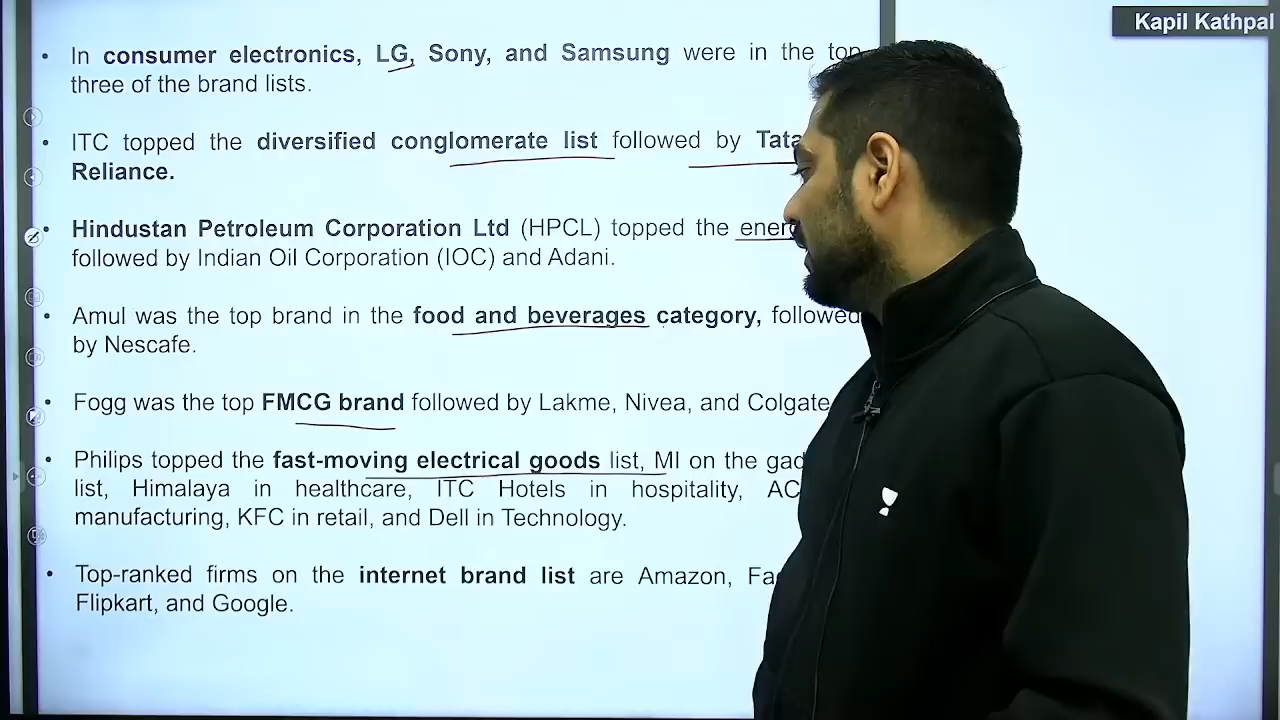 Kapil Kathpal
• In consumer electronics, LG, Sony, and Samsung were in the top
three of the brand lists.
• ITC topped the diversified conglomerate list followed by Tata
Reliance.
• Hindustan Petroleum Corporation Ltd (HPCL) topped the
followed by Indian Oil Corporation (IOC) and Adani.
• Amul was the top brand in the food and beverages category, followed
by Nescafe.
• Fogg was the top FMCG brand followed by Lakme, Nivea, and Colgate
• Philips topped the fast-moving electrical goods list, MI on the
list, Himalaya in healthcare, ITC Hotels in hospitality,
manufacturing, KFC in retail, and Dell in Technology.
• Top-ranked firms on the internet brand list are Amazon,
Flipkart, and Google.